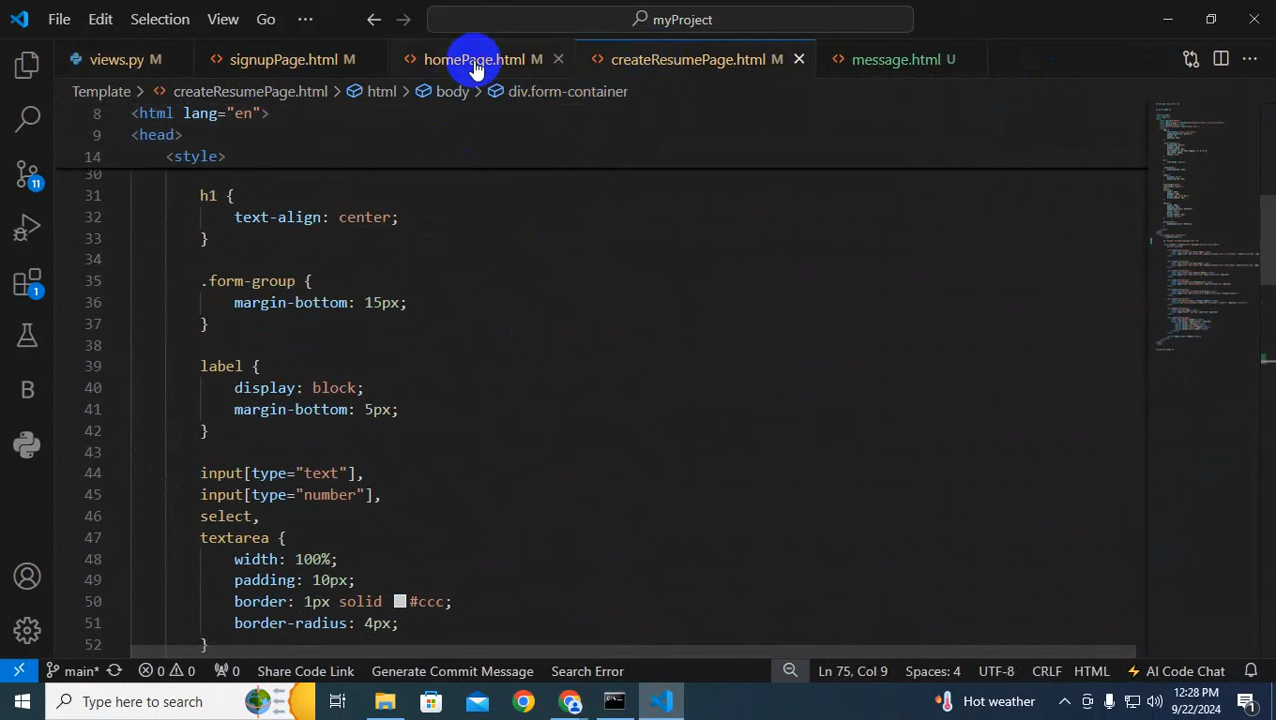 File Edit Selection View Go ··· myProject
views.py M signupPage.html M homePage.html M createResumePage.html M message.html U
Template > createResumePage.html > html > body > div.form-container
8 <html lang="en">
9 <head>
14 <style>
30
31 h1 {
32 text-align: center;
33 }
34
35 .form-group {
36 margin-bottom: 15px;
37 }
38
39 label {
40 display: block;
41 margin-bottom: 5px;
42 }
43
44 input[type="text"],
45 input[type="number"],
46 select,
47 textarea {
48 width: 100%;
49 padding: 10px;
50 border: 1px solid #ccc;
51 border-radius: 4px;
52 }
11
1
B
main* 0 0 0 Share Code Link Generate Commit Message Search Error Ln 75, Col 9 Spaces: 4 UTF-8 CRLF HTML AI Code Chat
Type here to search Hot weather 12:28 PM
9/22/2024 1